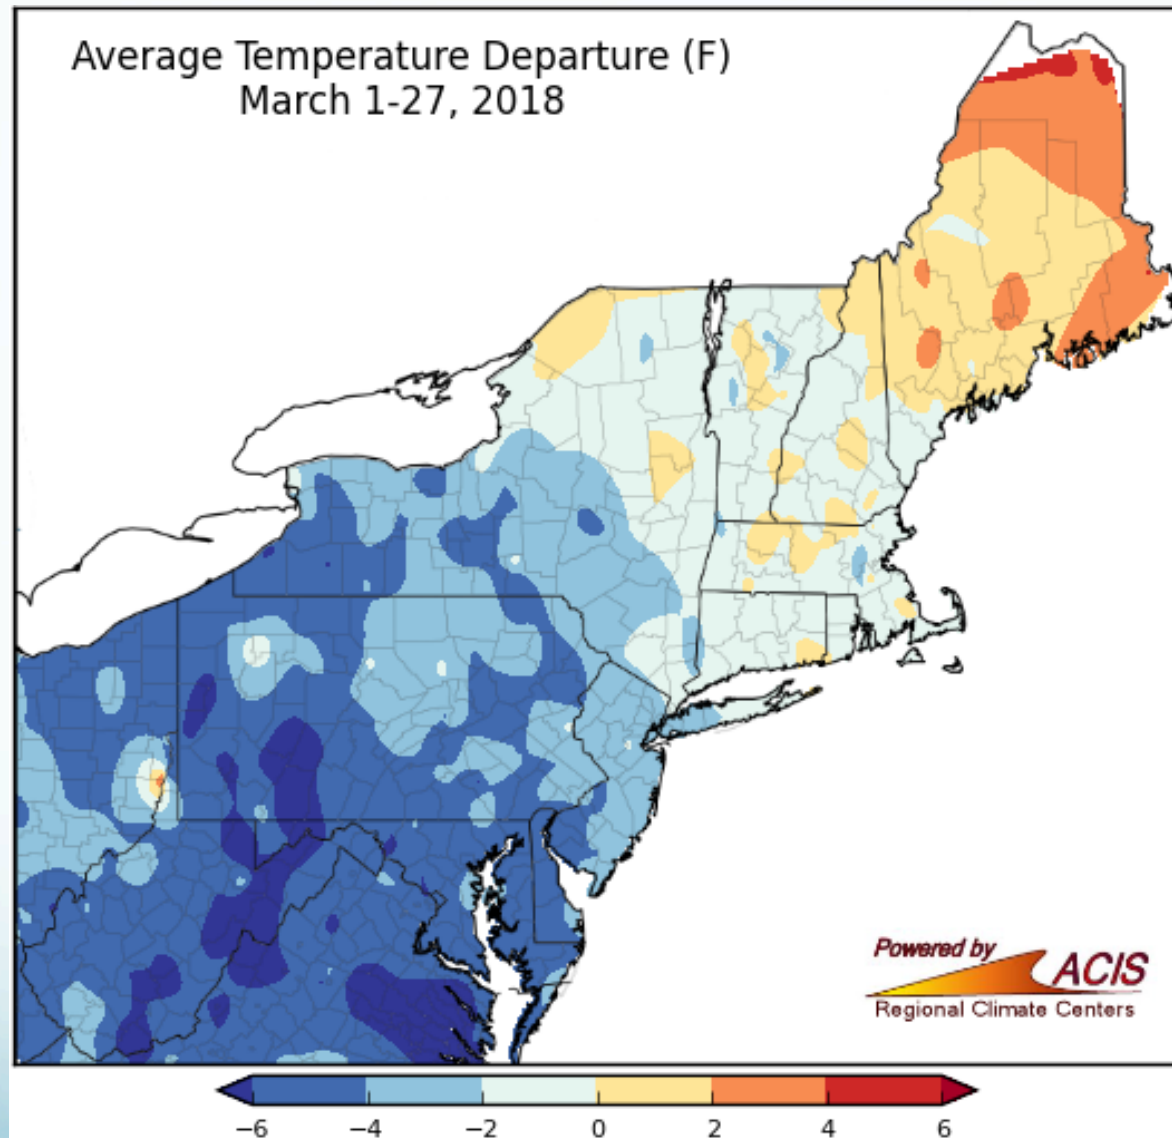 Average Temperature Departure (F)
March 1-27, 2018
Powered by
ACIS
Regional Climate Centers
−6 −4 −2 0 2 4 6